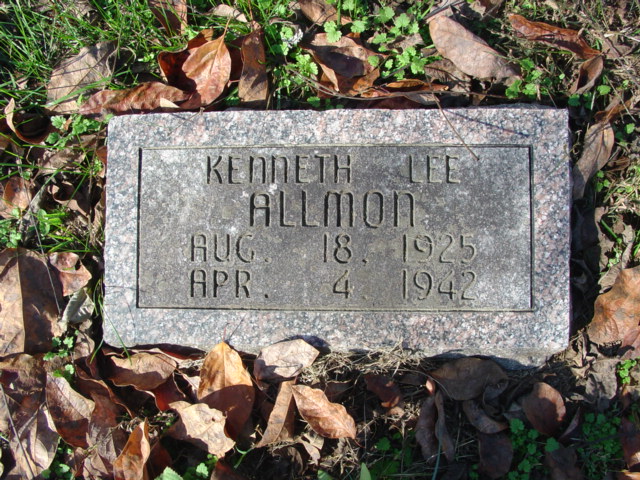 KENNETH LEE
ALLMON
AUG. 18. 1925
APR. 4. 1942